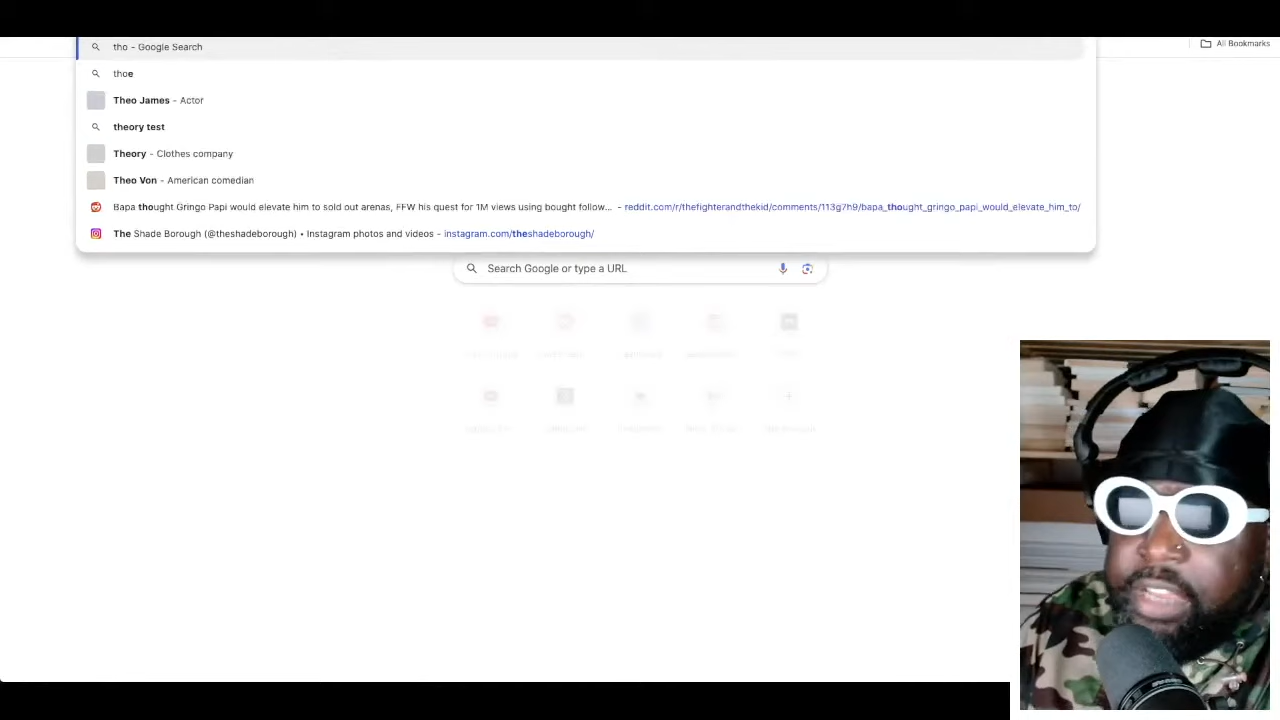 tho - Google Search
All Bookmarks
thoe
Theo James - Actor
theory test
Theory - Clothes company
Theo Von - American comedian
Bapa thought Gringo Papi would elevate him to sold out arenas, FFW his quest for 1M views using bought follow... - reddit.com/r/thefighterandthekid/comments/113g7h9/bapa_thought_gringo_papi_would_elevate_him_to/
The Shade Borough (@theshadeborough) • Instagram photos and videos - instagram.com/theshadeborough/
Search Google or type a URL